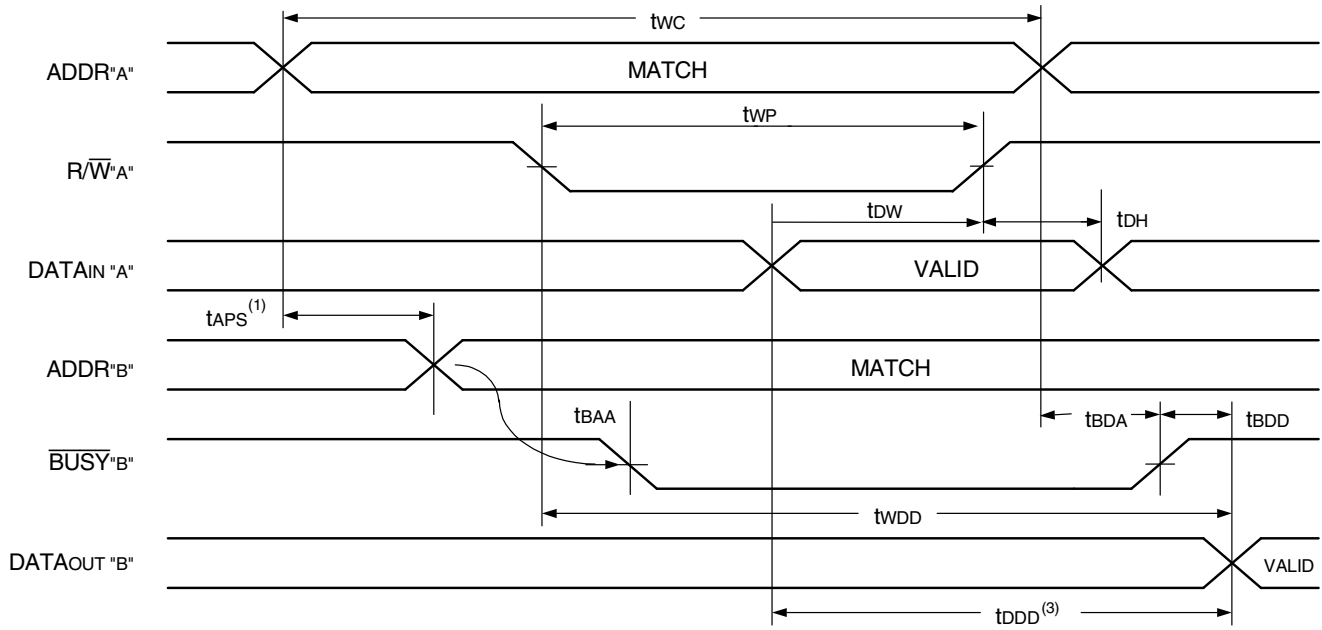 tWC
ADDR"A"
MATCH
tWP
R/W̅"A"
tDW
tDH
DATAIN "A"
VALID
tAPS(1)
ADDR"B"
MATCH
tBAA
tBDA
tBDD
B̅U̅S̅Y̅"B"
tWDD
DATAOUT "B"
VALID
tDDD(3)